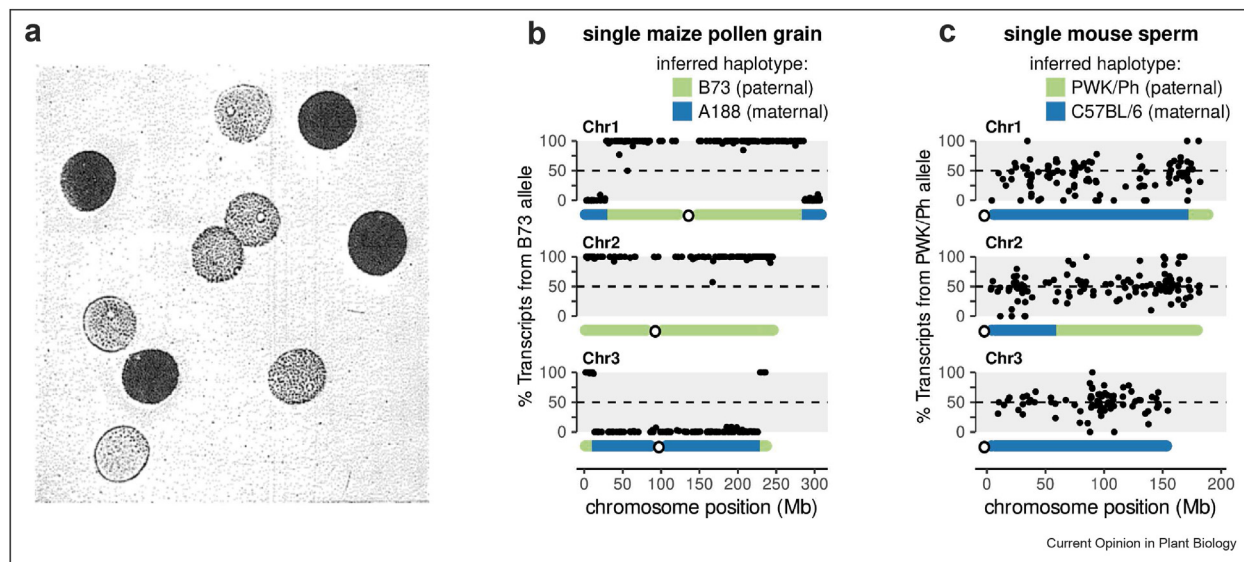 a
b single maize pollen grain
inferred haplotype:
B73 (paternal)
A188 (maternal)
% Transcripts from B73 allele
Chr1
100
50
0
Chr2
100
50
0
Chr3
100
50
0
0 50 100 150 200 250 300
chromosome position (Mb)
c single mouse sperm
inferred haplotype:
PWK/Ph (paternal)
C57BL/6 (maternal)
% Transcripts from PWK/Ph allele
Chr1
100
50
0
Chr2
100
50
0
Chr3
100
50
0
0 50 100 150 200
chromosome position (Mb)
Current Opinion in Plant Biology